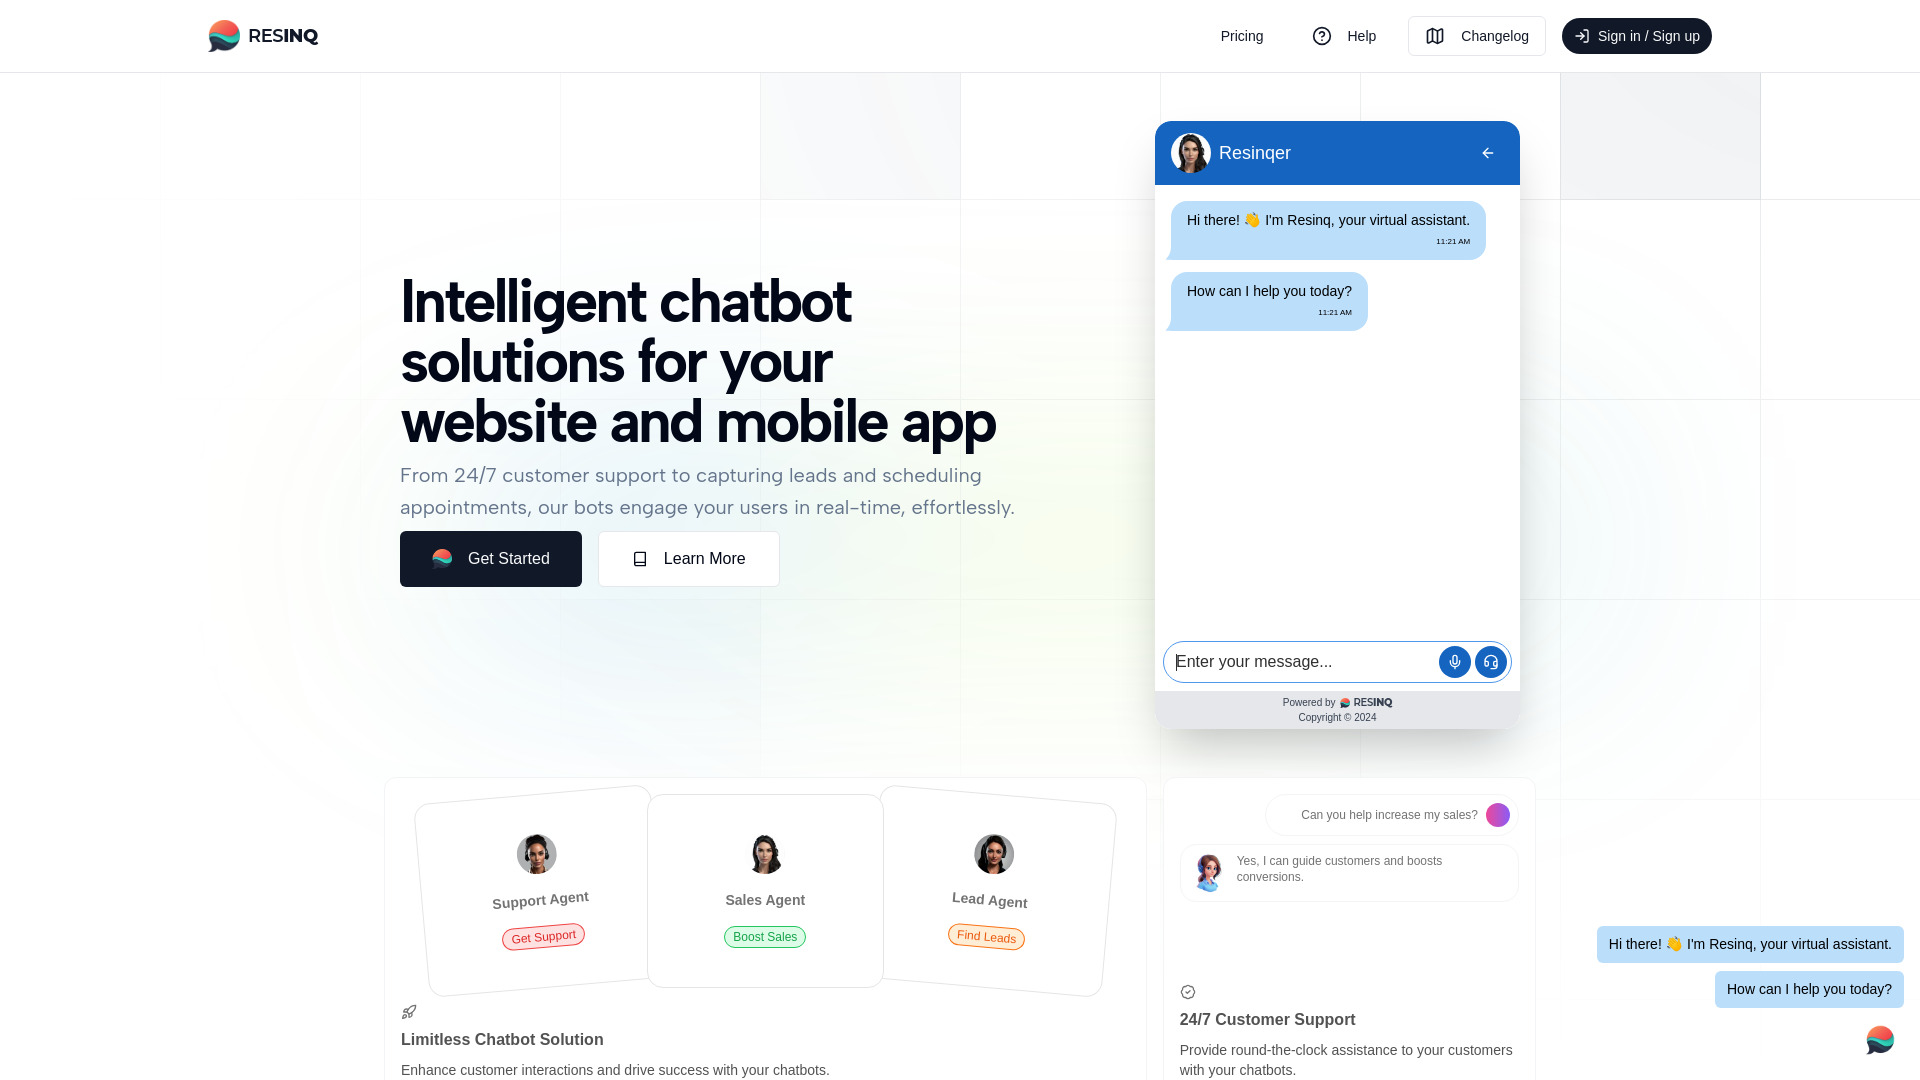 RESINQ
Pricing
Help
Changelog
Sign in / Sign up
Intelligent chatbot
solutions for your
website and mobile app
From 24/7 customer support to capturing leads and scheduling
appointments, our bots engage your users in real-time, effortlessly.
Get Started
Learn More
Resinqer
Hi there! 👋 I'm Resinq, your virtual assistant.
11:21 AM
How can I help you today?
11:21 AM
Enter your message...
Powered by RESINQ
Copyright © 2024
Support Agent
Get Support
Sales Agent
Boost Sales
Lead Agent
Find Leads
Limitless Chatbot Solution
Enhance customer interactions and drive success with your chatbots.
Can you help increase my sales?
Yes, I can guide customers and boosts
conversions.
24/7 Customer Support
Provide round-the-clock assistance to your customers
with your chatbots.
Hi there! 👋 I'm Resinq, your virtual assistant.
How can I help you today?